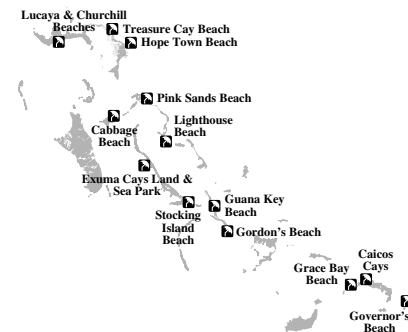 Lucaya & Churchill
Beaches
Treasure Cay Beach
Hope Town Beach
Pink Sands Beach
Cabbage
Beach
Lighthouse
Beach
Exuma Cays Land &
Sea Park
Stocking
Island
Beach
Guana Key
Beach
Gordon's Beach
Grace Bay
Beach
Caicos
Cays
Governor's
Beach